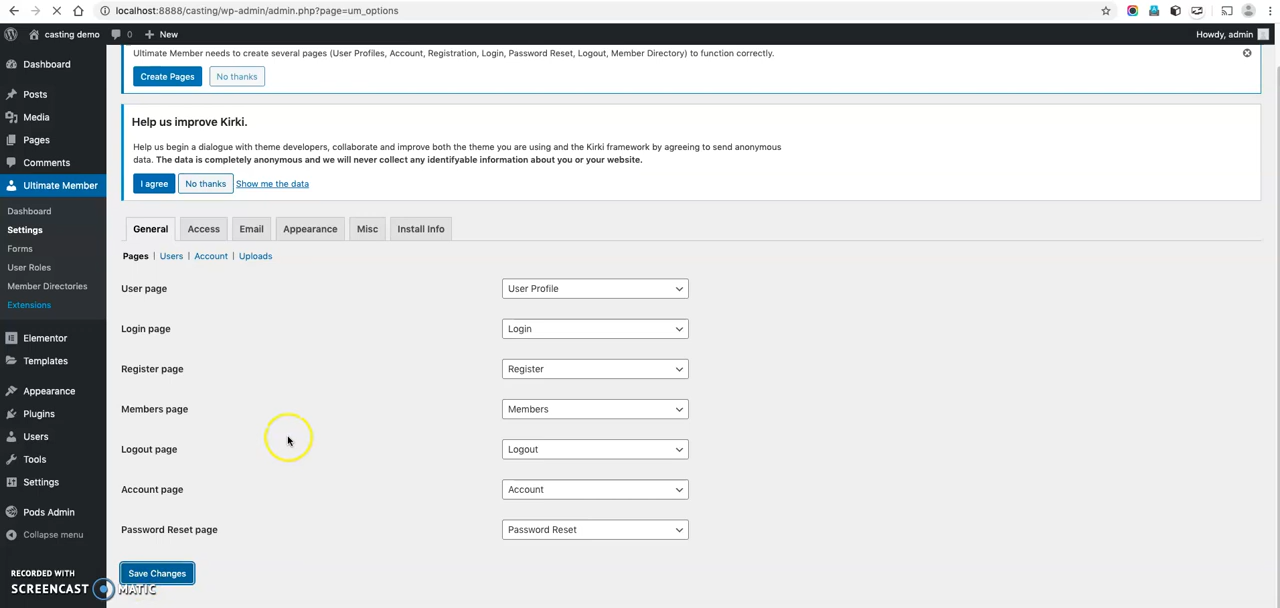 localhost:8888/casting/wp-admin/admin.php?page=um_options
casting demo 0 New Howdy, admin
Dashboard
Posts
Media
Pages
Comments
Ultimate Member
Dashboard
Settings
Forms
User Roles
Member Directories
Extensions
Elementor
Templates
Appearance
Plugins
Users
Tools
Settings
Pods Admin
Collapse menu
Ultimate Member needs to create several pages (User Profiles, Account, Registration, Login, Password Reset, Logout, Member Directory) to function correctly.
Create Pages No thanks
Help us improve Kirki.
Help us begin a dialogue with theme developers, collaborate and improve both the theme you are using and the Kirki framework by agreeing to send anonymous
data. The data is completely anonymous and we will never collect any identifyable information about you or your website.
I agree No thanks Show me the data
General Access Email Appearance Misc Install Info
Pages | Users | Account | Uploads
User page User Profile
Login page Login
Register page Register
Members page Members
Logout page Logout
Account page Account
Password Reset page Password Reset
Save Changes
RECORDED WITH
SCREENCAST MATIC